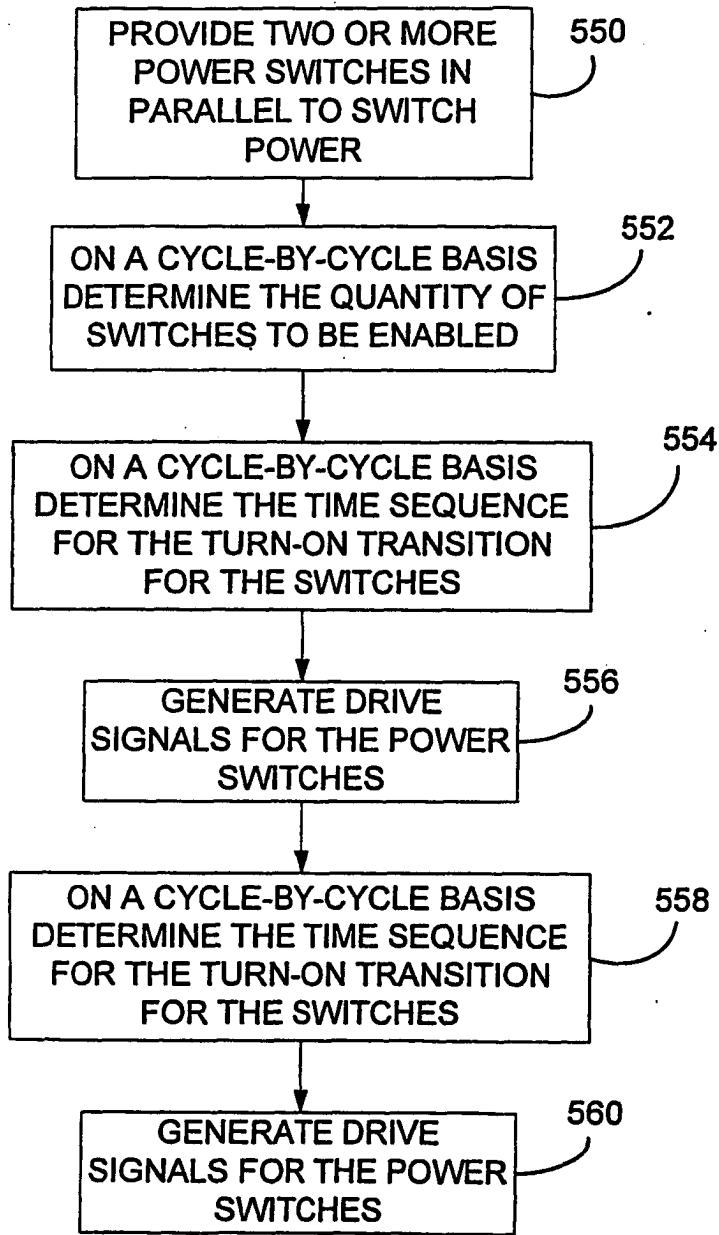 PROVIDE TWO OR MORE
POWER SWITCHES IN
PARALLEL TO SWITCH
POWER
550
ON A CYCLE-BY-CYCLE BASIS
DETERMINE THE QUANTITY OF
SWITCHES TO BE ENABLED
552
ON A CYCLE-BY-CYCLE BASIS
DETERMINE THE TIME SEQUENCE
FOR THE TURN-ON TRANSITION
FOR THE SWITCHES
554
GENERATE DRIVE
SIGNALS FOR THE POWER
SWITCHES
556
ON A CYCLE-BY-CYCLE BASIS
DETERMINE THE TIME SEQUENCE
FOR THE TURN-ON TRANSITION
FOR THE SWITCHES
558
GENERATE DRIVE
SIGNALS FOR THE POWER
SWITCHES
560